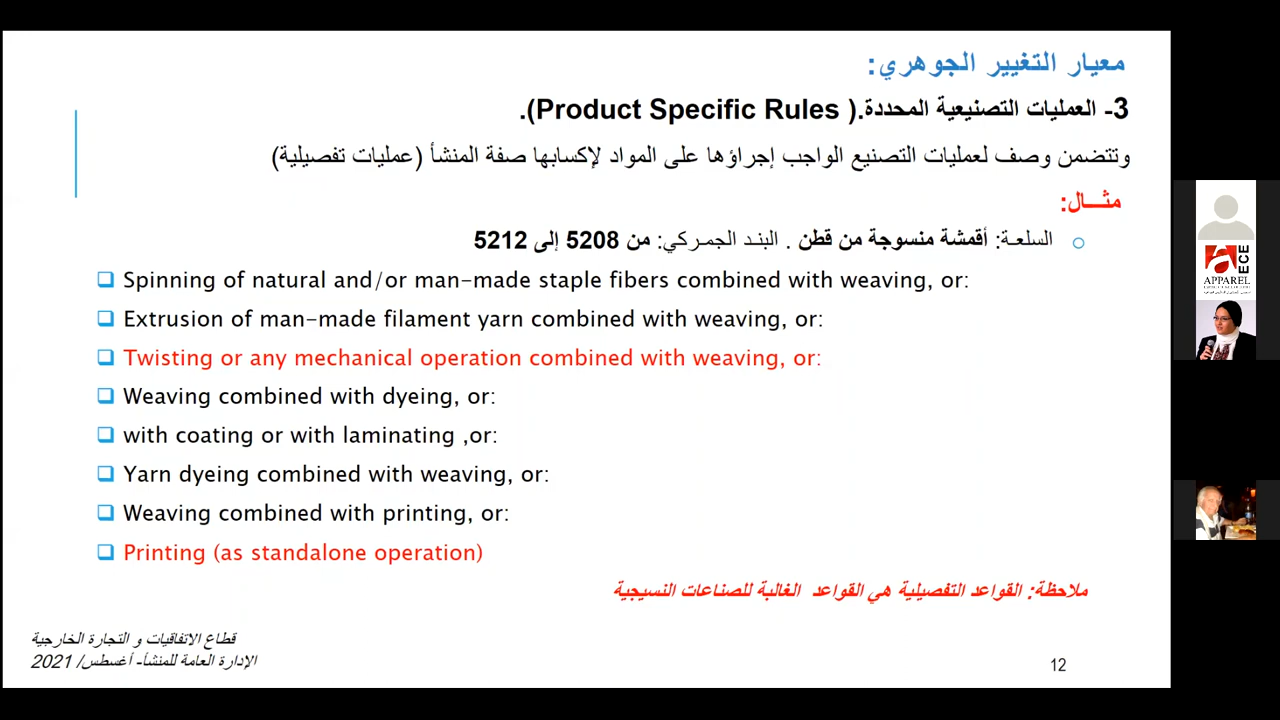 معيار التغيير الجوهري:
3- العمليات التصنيعية المحددة.( Product Specific Rules).
وتتضمن وصف لعمليات التصنيع الواجب إجراؤها على المواد لإكسابها صفة المنشأ (عمليات تفصيلية)
مثـــال:
السلعـة: أقمشة منسوجة من قطن . البنـد الجمـركي: من 5208 إلى 5212
Spinning of natural and/or man-made staple fibers combined with weaving, or:
Extrusion of man-made filament yarn combined with weaving, or:
Twisting or any mechanical operation combined with weaving, or:
Weaving combined with dyeing, or:
with coating or with laminating ,or:
Yarn dyeing combined with weaving, or:
Weaving combined with printing, or:
Printing (as standalone operation)
ملاحظة: القواعد التفصيلية هي القواعد الغالبة للصناعات النسيجية
قطاع الاتفاقيات و التجارة الخارجية
الإدارة العامة للمنشأ- أغسطس/ 2021
12
ECE
APPAREL